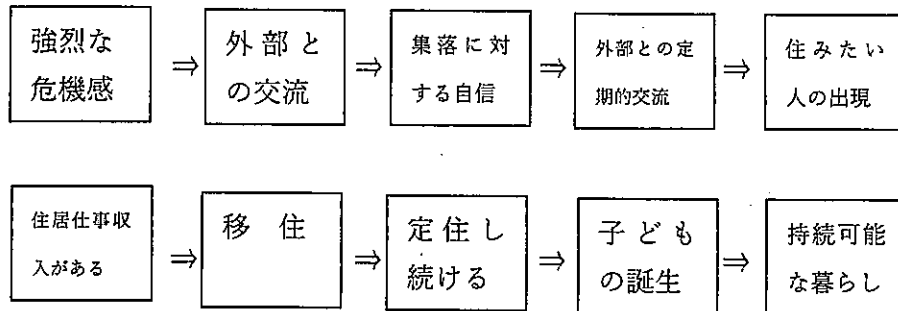 強烈な
危機感
⇒
外部と
の交流
⇒
集落に対
する自信
⇒
外部との定
期的交流
⇒
住みたい
人の出現
住居仕事収
入がある
⇒
移住
⇒
定住し
続ける
⇒
子ども
の誕生
⇒
持続可能
な暮らし